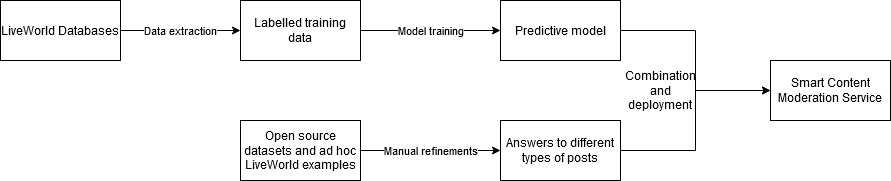 LiveWorld Databases
Data extraction
Labelled training
data
Model training
Predictive model
Combination
and
deployment
Smart Content
Moderation Service
Open source
datasets and ad hoc
LiveWorld examples
Manual refinements
Answers to different
types of posts